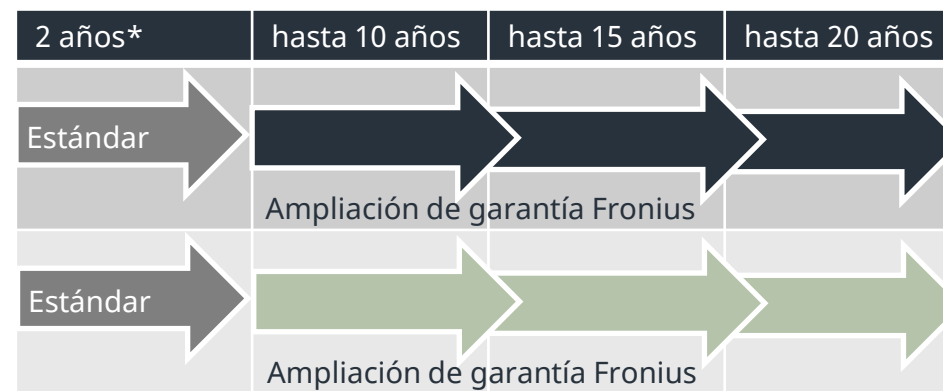 2 años* hasta 10 años hasta 15 años hasta 20 años
Estándar
Ampliación de garantía Fronius
Estándar
Ampliación de garantía Fronius